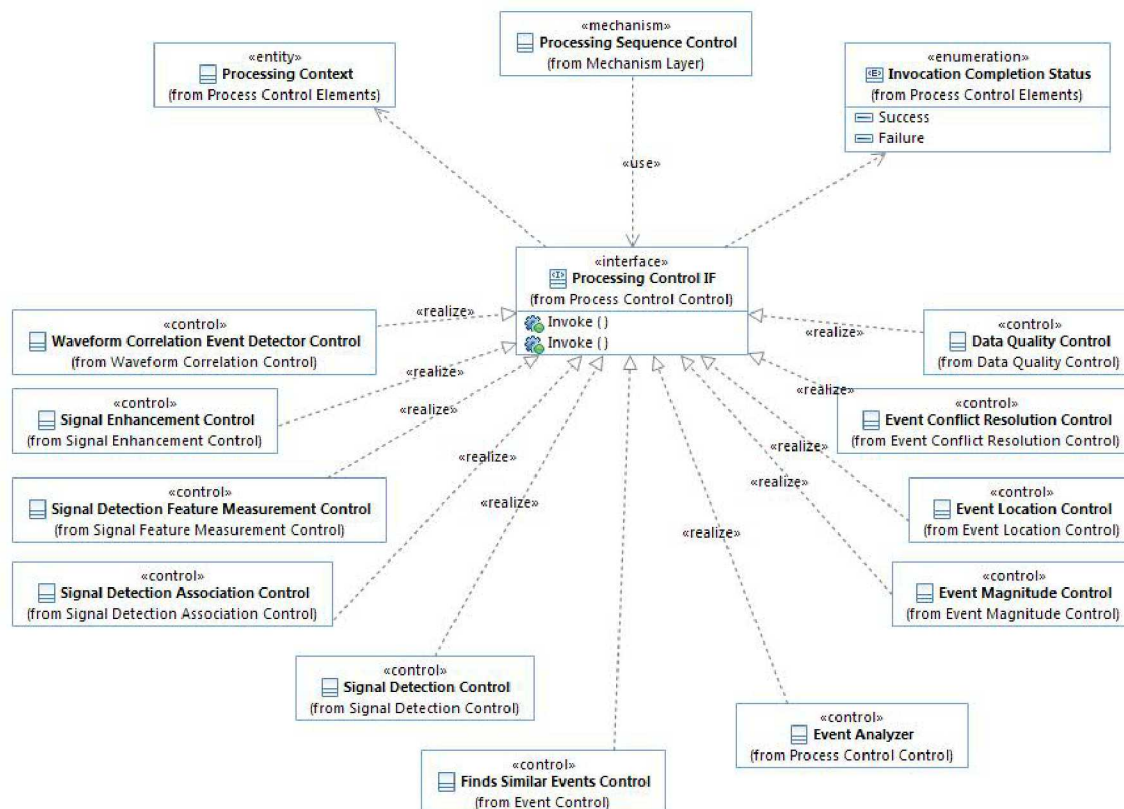 «mechanism»
Processing Sequence Control
(from Mechanism Layer)
«entity»
Processing Context
(from Process Control Elements)
«enumeration»
Invocation Completion Status
(from Process Control Elements)
Success
Failure
«use»
«interface»
Processing Control IF
(from Process Control Control)
Invoke ( )
Invoke ( )
«control»
Waveform Correlation Event Detector Control
(from Waveform Correlation Control)
«realize»
«realize»
«control»
Data Quality Control
(from Data Quality Control)
«control»
Signal Enhancement Control
(from Signal Enhancement Control)
«realize»
«realize»
«control»
Event Conflict Resolution Control
(from Event Conflict Resolution Control)
«realize»
«realize»
«control»
Signal Detection Feature Measurement Control
(from Signal Feature Measurement Control)
«realize»
«realize»
«control»
Event Location Control
(from Event Location Control)
«realize»
«realize»
«control»
Signal Detection Association Control
(from Signal Detection Association Control)
«control»
Event Magnitude Control
(from Event Magnitude Control)
«control»
Signal Detection Control
(from Signal Detection Control)
«control»
Event Analyzer
(from Process Control Control)
«control»
Finds Similar Events Control
(from Event Control)